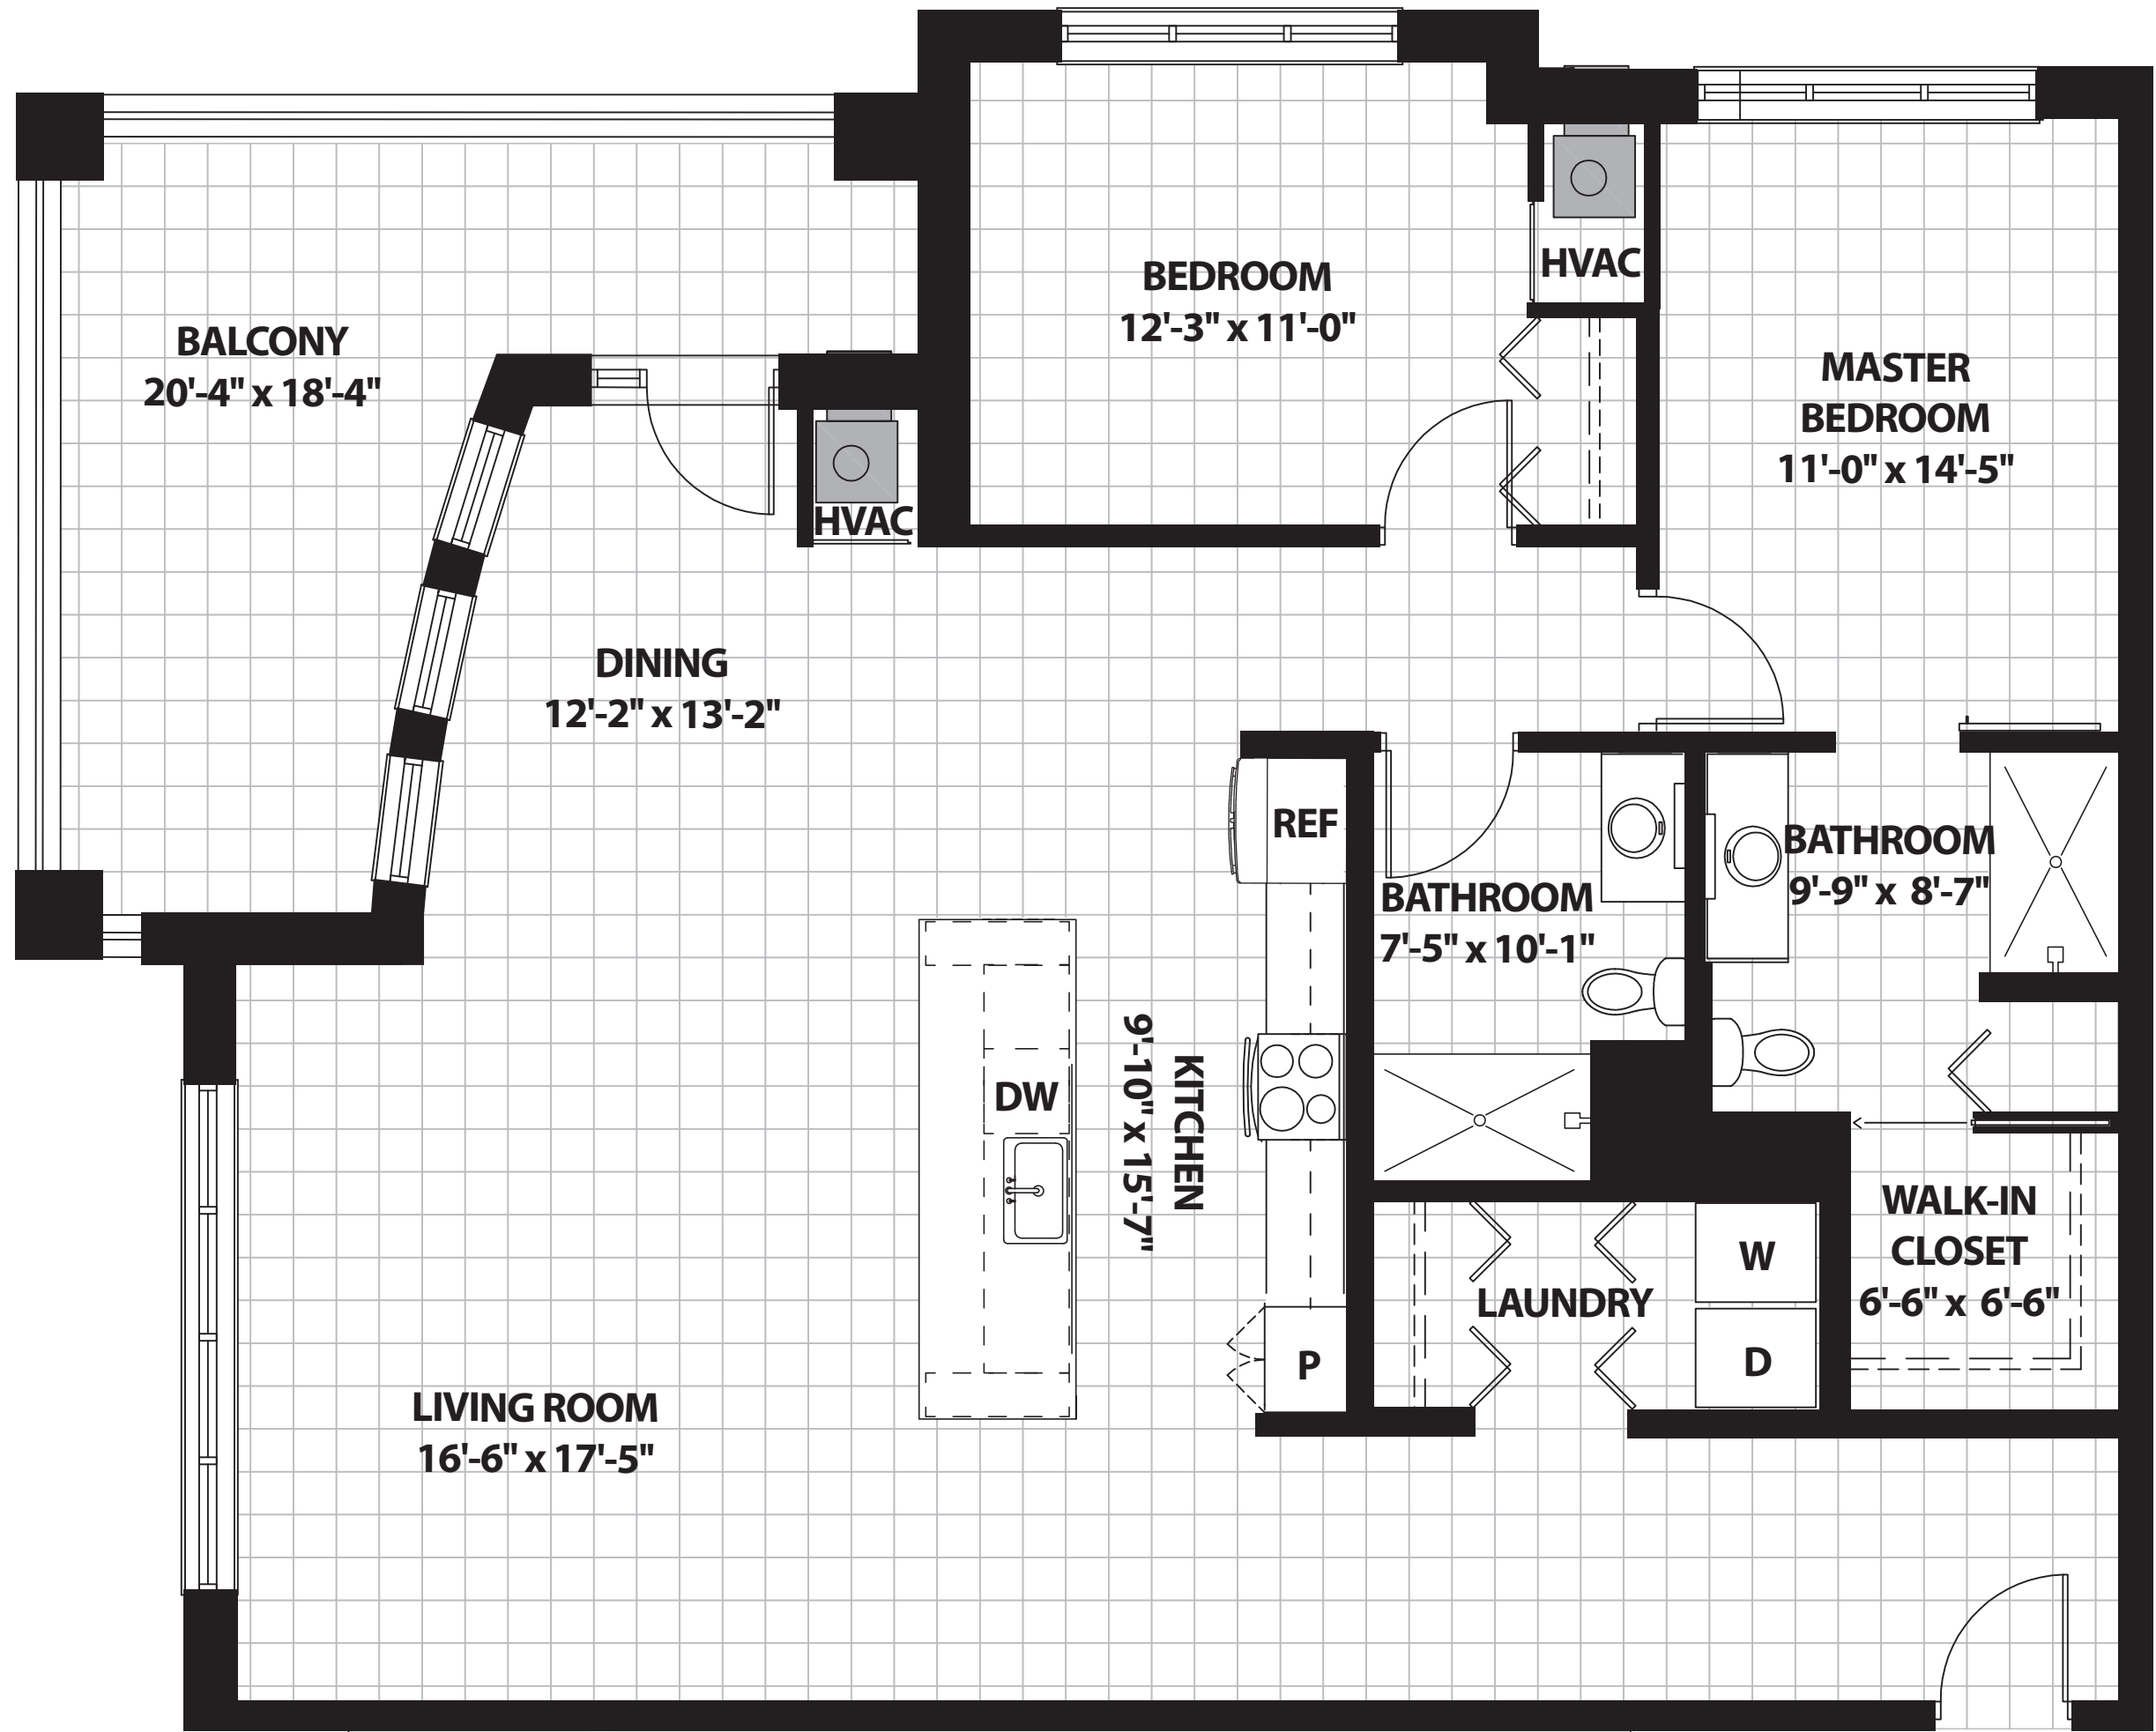 BEDROOM
12'-3" x 11'-0"
HVAC
BALCONY
20'-4" x 18'-4"
MASTER
BEDROOM
11'-0" x 14'-5"
HVAC
DINING
12'-2" x 13'-2"
REF
BATHROOM
7'-5" x 10'-1"
BATHROOM
9'-9" x 8'-7"
DW
KITCHEN
9'-10" x 15'-7"
WALK-IN
CLOSET
6'-6" x 6'-6"
LAUNDRY
W
D
P
LIVING ROOM
16'-6" x 17'-5"